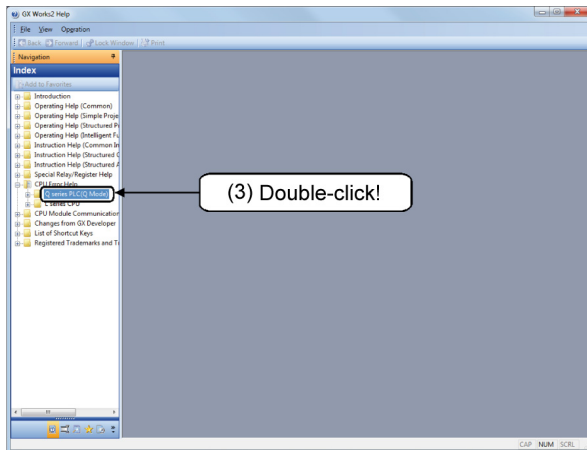 GX Works2 Help
File View Operation
Back Forward Lock Window Print
Navigation
Index
Add to Favorites
Introduction
Operating Help (Common)
Operating Help (Simple Proje
Operating Help (Structured P
Operating Help (Intelligent Fu
Instruction Help (Common In
Instruction Help (Structured C
Instruction Help (Structured A
Special Relay/Register Help
CPU Error Help
Q series PLC(Q Mode)
(3) Double-click!
L series CPU
CPU Module Communication
Changes from GX Developer
List of Shortcut Keys
Registered Trademarks and T
CAP NUM SCRL